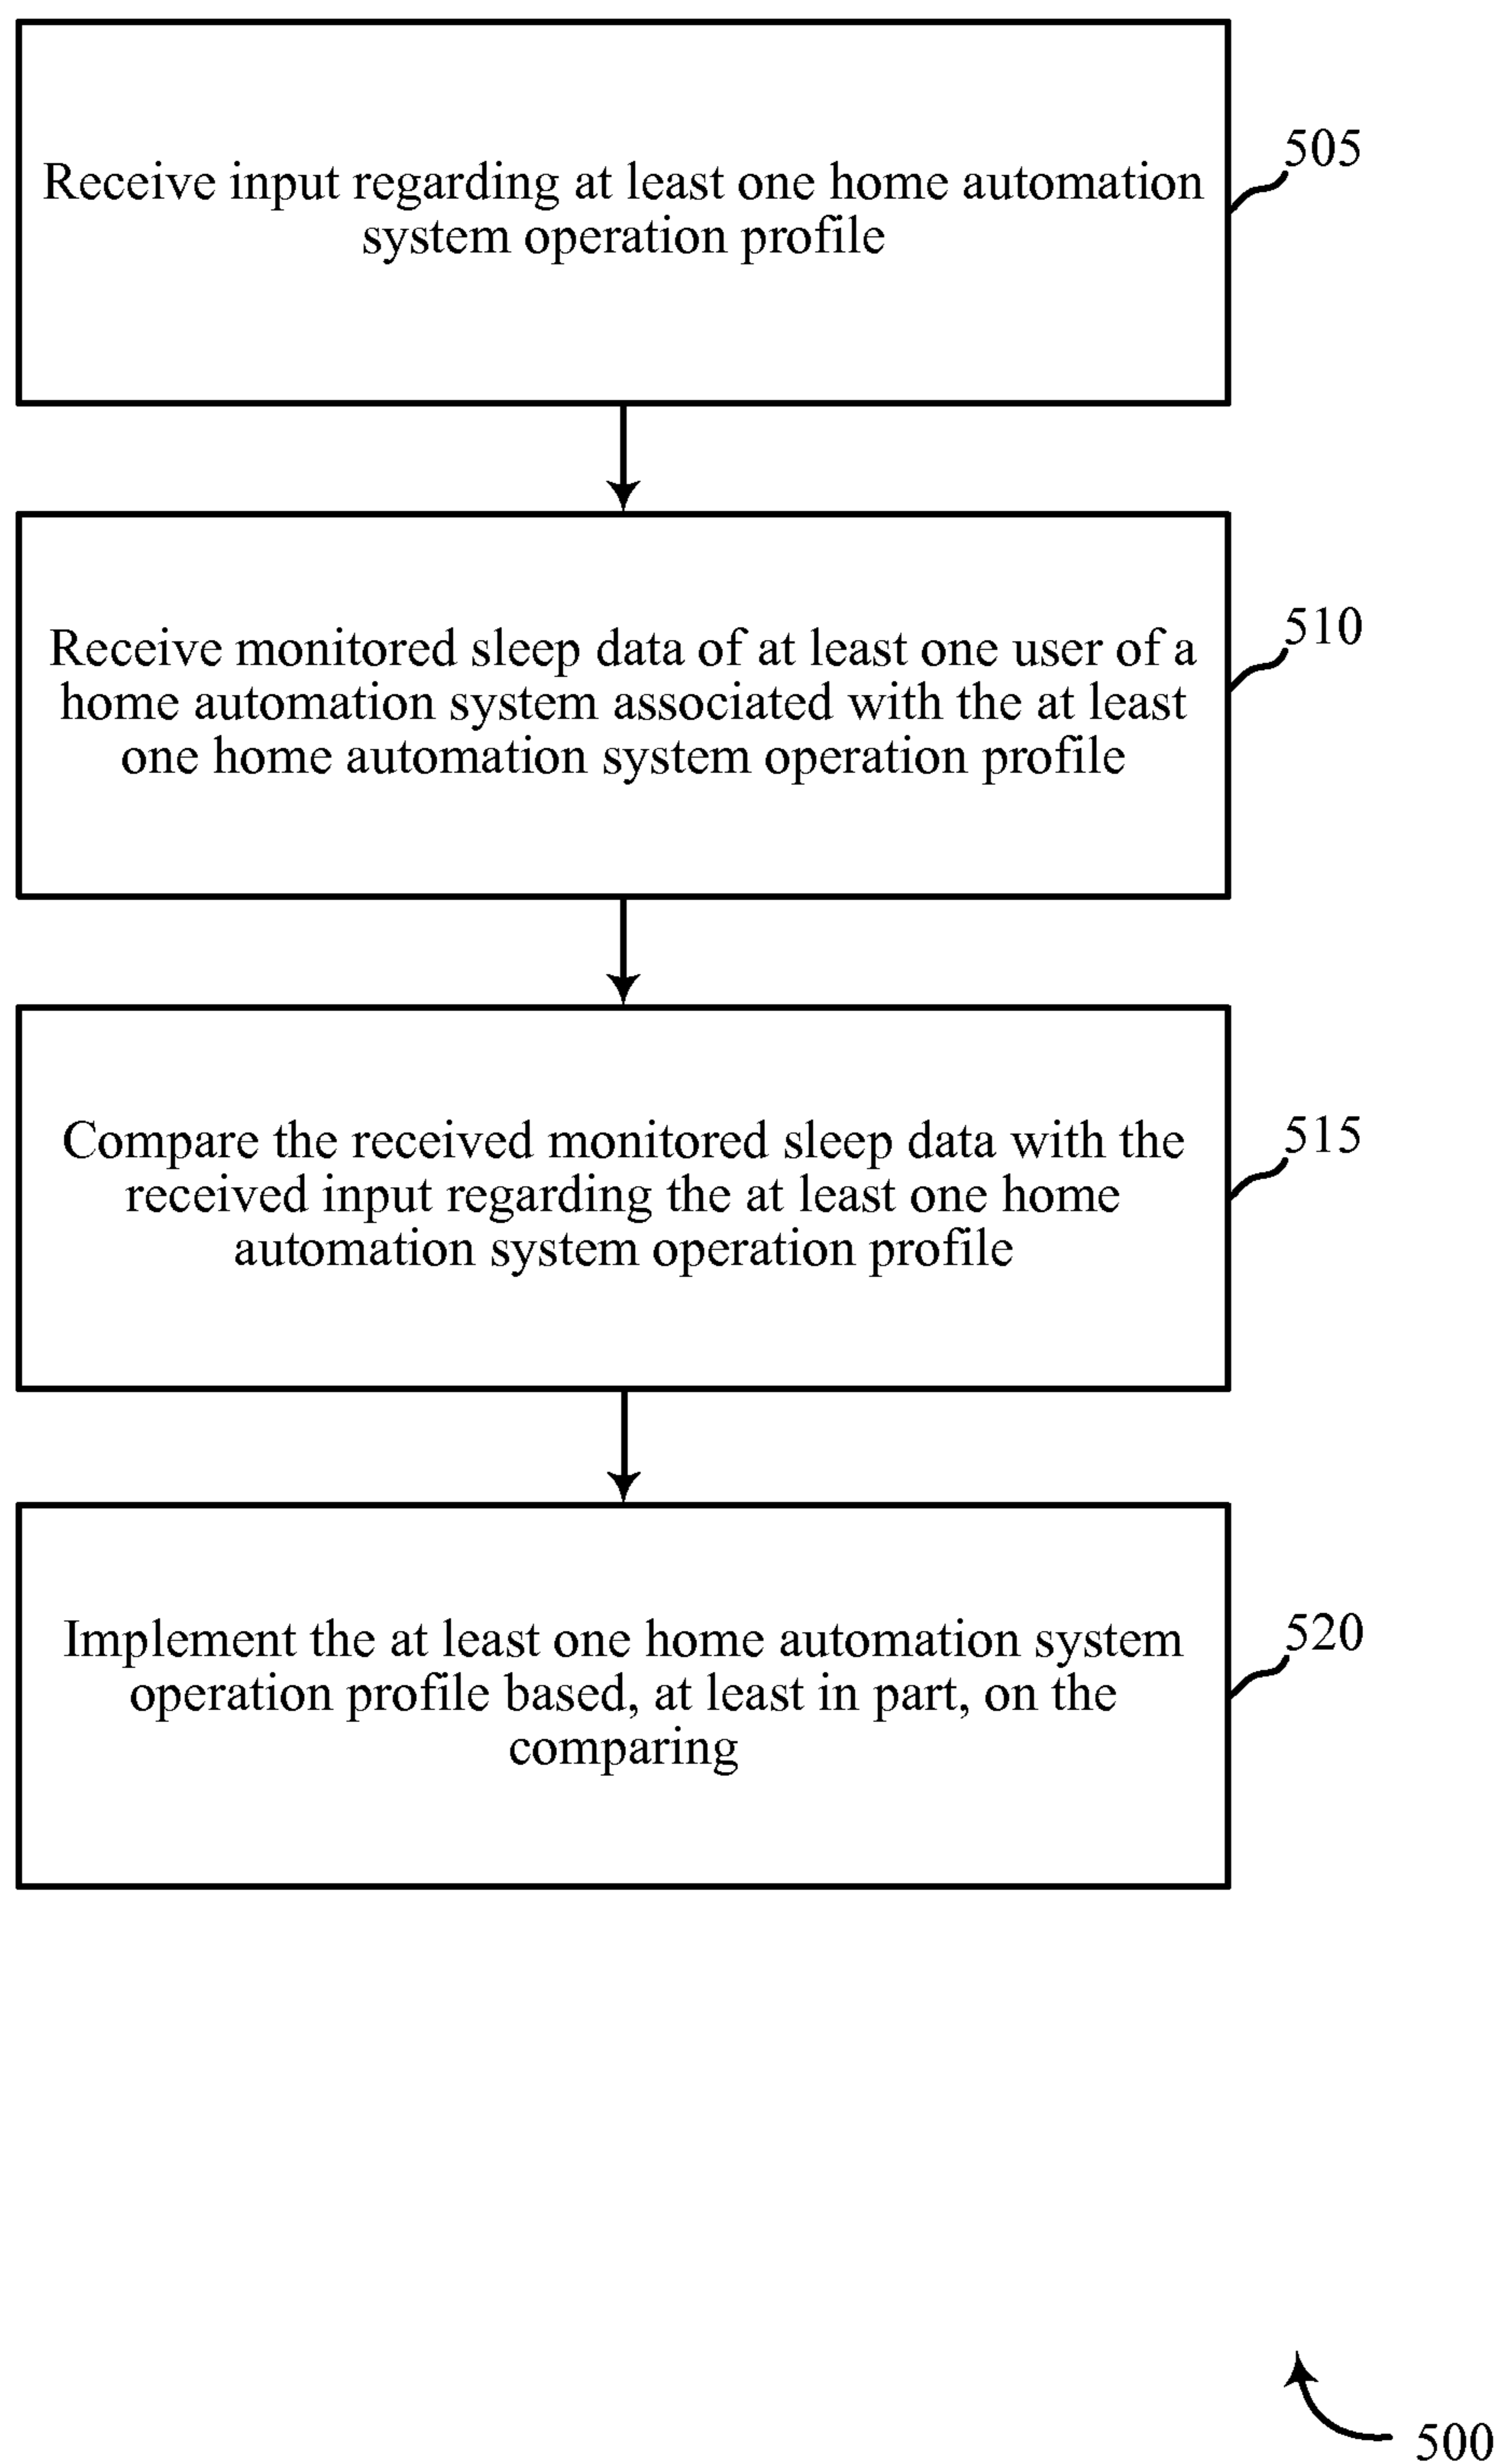 Receive input regarding at least one home automation
system operation profile
505
Receive monitored sleep data of at least one user of a
home automation system associated with the at least
one home automation system operation profile
510
Compare the received monitored sleep data with the
received input regarding the at least one home
automation system operation profile
515
Implement the at least one home automation system
operation profile based, at least in part, on the
comparing
520
500